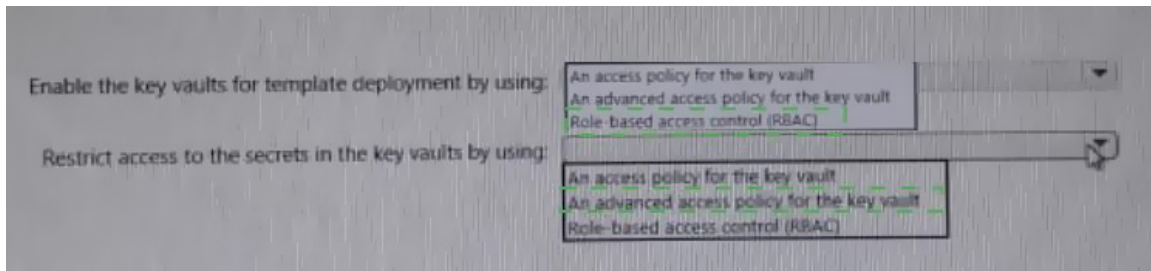 Enable the key vaults for template deployment by using:
An access policy for the key vault
An advanced access policy for the key vault
Role-based access control (RBAC)
Restrict access to the secrets in the key vaults by using:
An access policy for the key vault
An advanced access policy for the key vault
Role-based access control (RBAC)